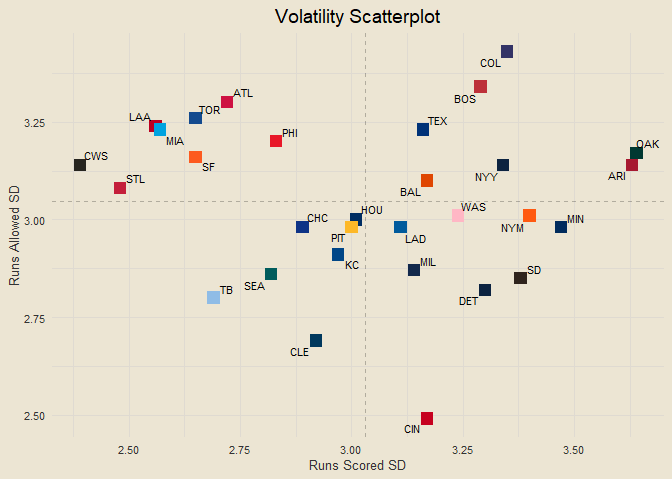 Volatility Scatterplot
COL
BOS
ATL
TOR
LAA
MIA
TEX
PHI
OAK
CWS
SF
NYY
ARI
STL
BAL
HOU
WAS
CHC
MIN
NYM
PIT
LAD
KC
MIL
SD
SEA
TB
DET
CLE
CIN
3.25
3.00
2.75
2.50
Runs Allowed SD
2.50
2.75
3.00
3.25
3.50
Runs Scored SD